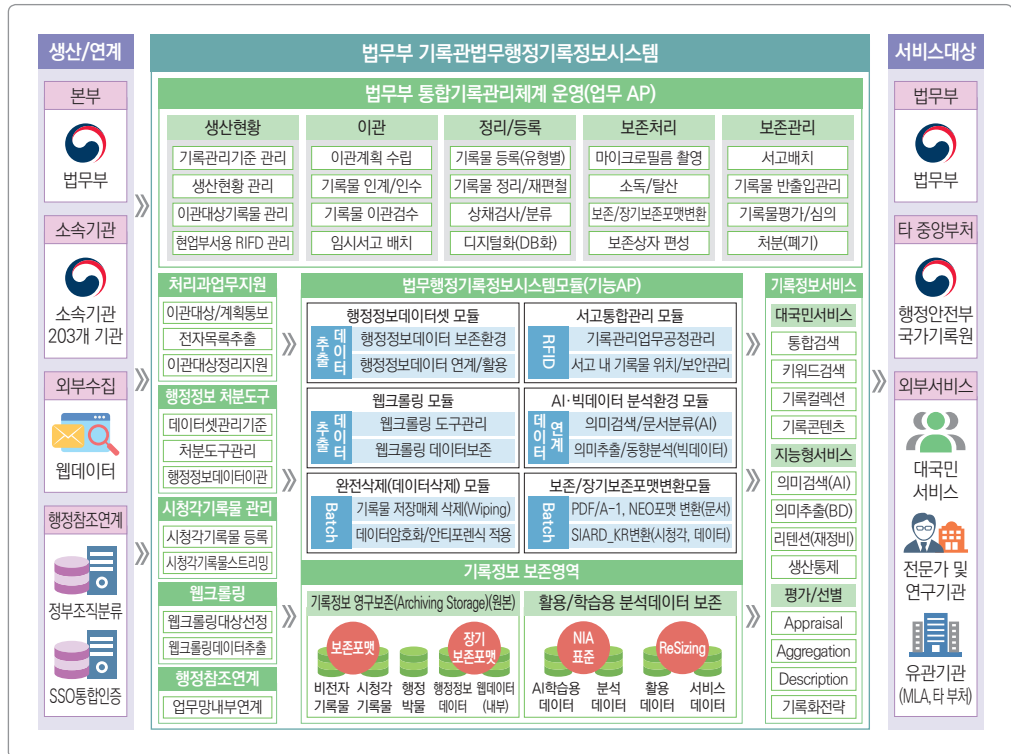 생산/연계
본부
법무부
소속기관
소속기관
203개 기관
외부수집
웹데이터
행정참조연계
정부조직분류
SSO통합인증
법무부 기록관법무행정기록정보시스템
법무부 통합기록관리체계 운영(업무 AP)
생산현황
기록관리기준 관리
생산현황 관리
이관대상기록물 관리
현업부서용 RIFD 관리
이관
이관계획 수립
기록물 인계/인수
기록물 이관검수
임시서고 배치
정리/등록
기록물 등록(유형별)
기록물 정리/재편철
상채검사/분류
디지털화(DB화)
보존처리
마이크로필름 촬영
소독/탈산
보존/장기보존포맷변환
보존상자 편성
보존관리
서고배치
기록물 반출입관리
기록물평가/심의
처분(폐기)
처리과업무지원
이관대상/계획통보
전자목록추출
이관대상정리지원
행정정보 처분도구
데이터셋관리기준
처분도구관리
행정정보데이터이관
시청각기록물 관리
시청각기록물 등록
시청각기록물스트리밍
웹크롤링
웹크롤링대상선정
웹크롤링데이터추출
행정참조연계
업무망내부연계
법무행정기록정보시스템모듈(기능AP)
행정정보데이터셋 모듈
데이터
추출
행정정보데이터 보존환경
행정정보데이터 연계/활용
서고통합관리 모듈
RFID
기록관리업무공정관리
서고 내 기록물 위치/보안관리
웹크롤링 모듈
데이터
추출
웹크롤링 도구관리
웹크롤링 데이터보존
AI·빅데이터 분석환경 모듈
연계
데이터
의미검색/문서분류(AI)
의미추출/동향분석(빅데이터)
완전삭제(데이터삭제) 모듈
Batch
기록물 저장매체 삭제(Wiping)
데이터암호화/안티포렌식 적용
보존/장기보존포맷변환모듈
Batch
PDF/A-1, NEO포맷 변환(문서)
SIARD_KR변환(시청각, 데이터)
기록정보 보존영역
기록정보 영구보존(Archiving Storage)(원본)
보존포맷
장기
보존포맷
비전자
기록물
시청각
기록물
행정
박물
행정정보
데이터
웹데이터
(내부)
활용/학습용 분석데이터 보존
NIA
표준
ReSizing
AI학습용
데이터
분석
데이터
활용
데이터
서비스
데이터
기록정보서비스
대국민서비스
통합검색
키워드검색
기록컬렉션
기록콘텐츠
지능형서비스
의미검색(AI)
의미추출(BD)
리텐션(재정비)
생산통제
평가/선별
Appraisal
Aggregation
Description
기록화전략
서비스대상
법무부
법무부
타 중앙부처
행정안전부
국가기록원
외부서비스
대국민
서비스
전문가 및
연구기관
유관기관
(MLA, 타 부처)